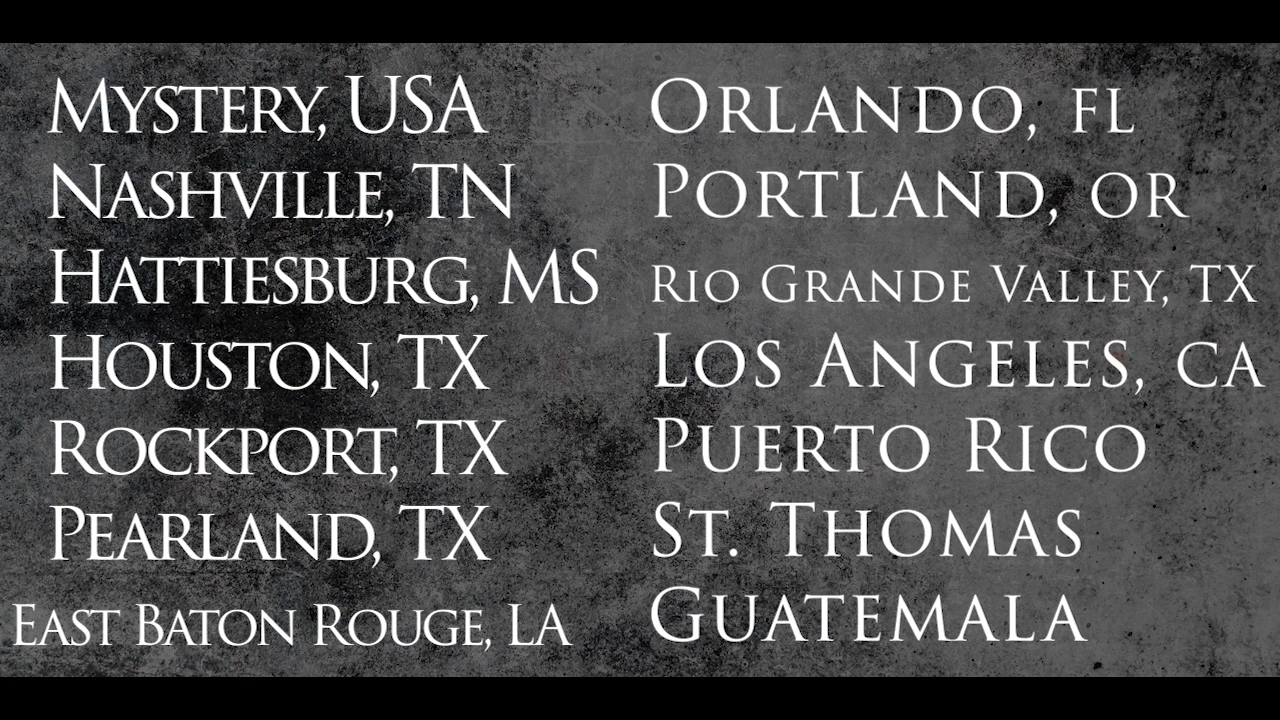 Mystery, USA
Nashville, TN
Hattiesburg, MS
Houston, TX
Rockport, TX
Pearland, TX
East Baton Rouge, LA
Orlando, FL
Portland, OR
Rio Grande Valley, TX
Los Angeles, CA
Puerto Rico
St. Thomas
Guatemala